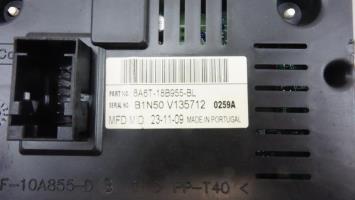 PART NO. 8A6T-18B955-BL
SERIAL NO. B1N50 V135712 0259A
MFD/MID 23-11-09 MADE IN PORTUGAL
F-10A855-D
PP-T40 <